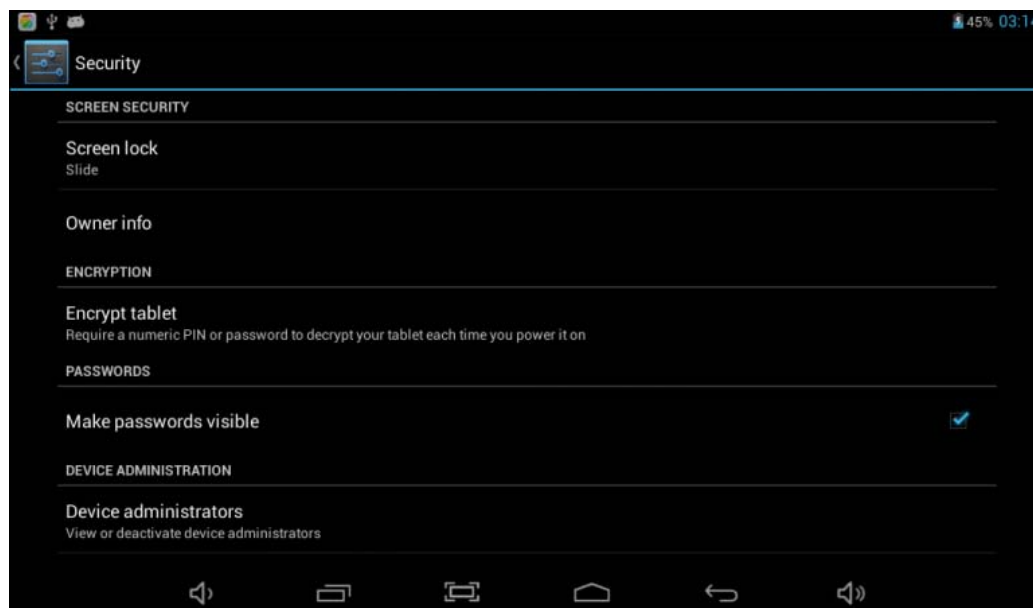 45% 03:14
Security
SCREEN SECURITY
Screen lock
Slide
Owner info
ENCRYPTION
Encrypt tablet
Require a numeric PIN or password to decrypt your tablet each time you power it on
PASSWORDS
Make passwords visible
DEVICE ADMINISTRATION
Device administrators
View or deactivate device administrators